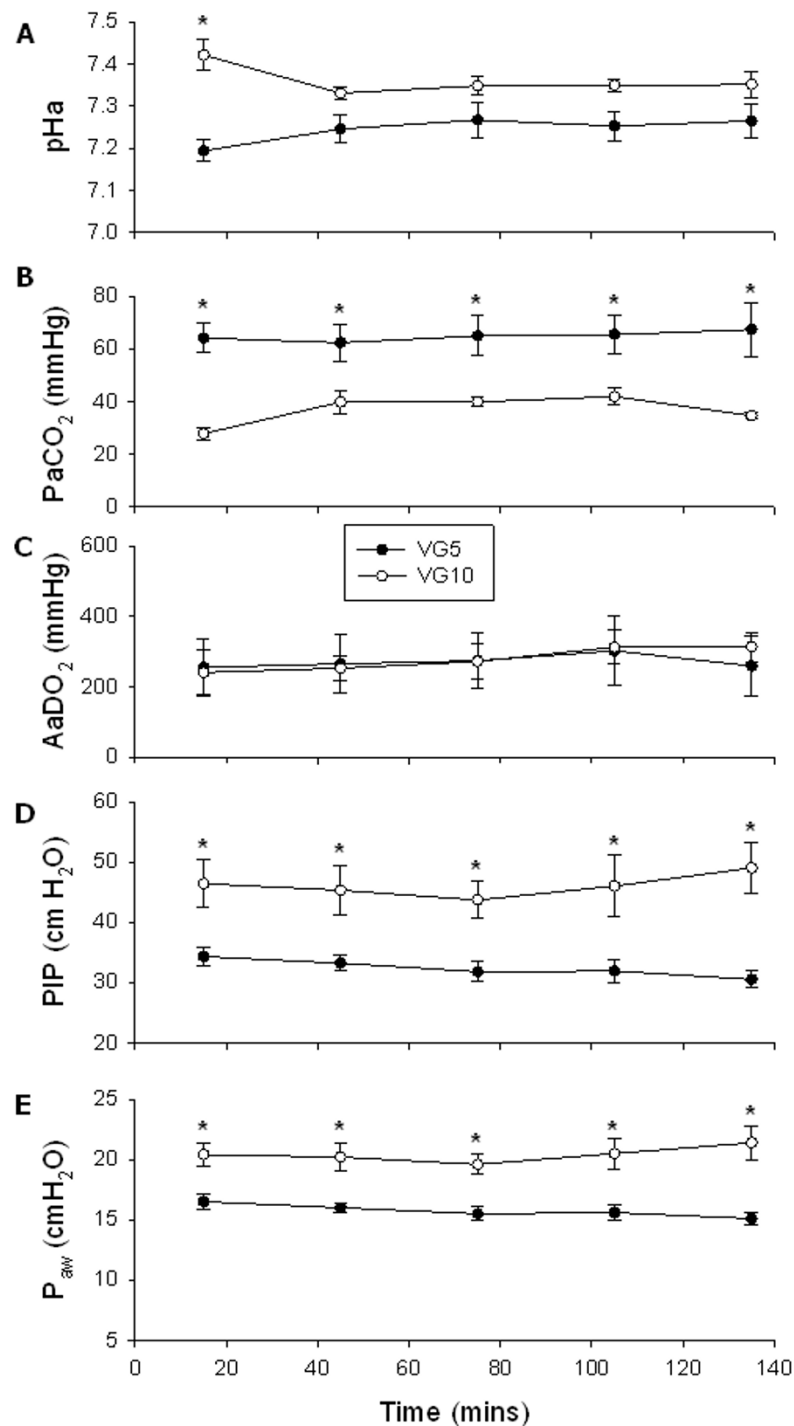 A
pHa
7.5
7.4
7.3
7.2
7.1
7.0
*
B
PaCO2 (mmHg)
80
60
40
20
0
* * * * *
C
AaDO2 (mmHg)
600
400
200
0
VG5
VG10
D
PIP (cm H2O)
60
50
40
30
20
* * * * *
E
Paw (cmH2O)
25
20
15
10
5
* * * * *
0 20 40 60 80 100 120 140
Time (mins)